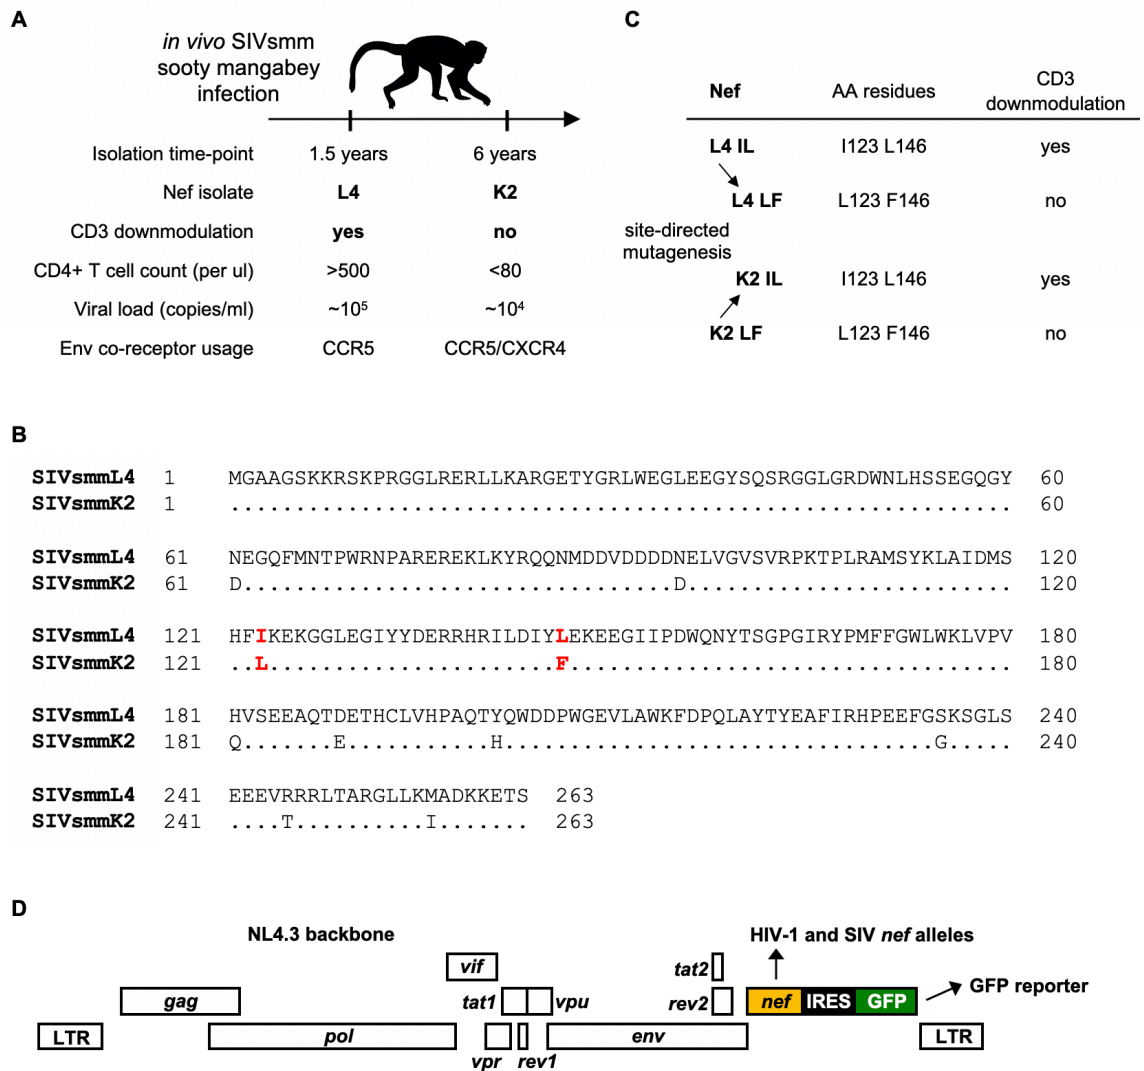 A
in vivo SIVsmm
sooty mangabey
infection
Isolation time-point 1.5 years 6 years
Nef isolate L4 K2
CD3 downmodulation yes no
CD4+ T cell count (per ul) >500 <80
Viral load (copies/ml) ~10⁵ ~10⁴
Env co-receptor usage CCR5 CCR5/CXCR4
C
Nef AA residues CD3 downmodulation
L4 IL I123 L146 yes
L4 LF L123 F146 no
site-directed
mutagenesis
K2 IL I123 L146 yes
K2 LF L123 F146 no
B
SIVsmmL4 1 MGAAGSKKRSKPRGGLRERLLKARGETYGRLWEGLEEGYSQSRGGLGRDWNLHSSEGQGY 60
SIVsmmK2 1 ............................................................ 60
SIVsmmL4 61 NEGQFMNTPWRNPAREREKLKYRQQNMDDVDDDDNELVGVSVRPKTPLRAMSYKLAIDMS 120
SIVsmmK2 61 D.................................D......................... 120
SIVsmmL4 121 HFIKEKGGLEGIYYDERRHRILDIYLEKEEGIIPDWQNYTSGPGIRYPMFFGWLWKLVPV 180
SIVsmmK2 121 ..L......................F.................................. 180
SIVsmmL4 181 HVSEEAQTDETHCLVHPAQTYQWDDPWGEVLAWKFDPQLAYTYEAFIRHPEEFGSKSGLS 240
SIVsmmK2 181 Q.......E...........H.................................G..... 240
SIVsmmL4 241 EEEVRRRLTARGLLKMADKKETS 263
SIVsmmK2 241 ....T..........I....... 263
D
NL4.3 backbone
HIV-1 and SIV nef alleles
vif tat2
gag tat1 vpu rev2 nef IRES GFP GFP reporter
LTR pol env LTR
vpr rev1